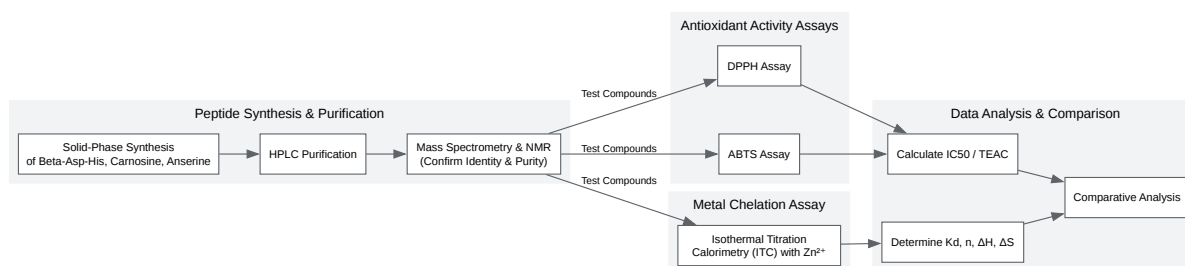 Peptide Synthesis & Purification
Solid-Phase Synthesis
of Beta-Asp-His, Carnosine, Anserine
HPLC Purification
Mass Spectrometry & NMR
(Confirm Identity & Purity)
Test Compounds
Test Compounds
Test Compounds
Antioxidant Activity Assays
DPPH Assay
ABTS Assay
Metal Chelation Assay
Isothermal Titration
Calorimetry (ITC) with Zn²⁺
Data Analysis & Comparison
Calculate IC50 / TEAC
Determine Kd, n, ΔH, ΔS
Comparative Analysis